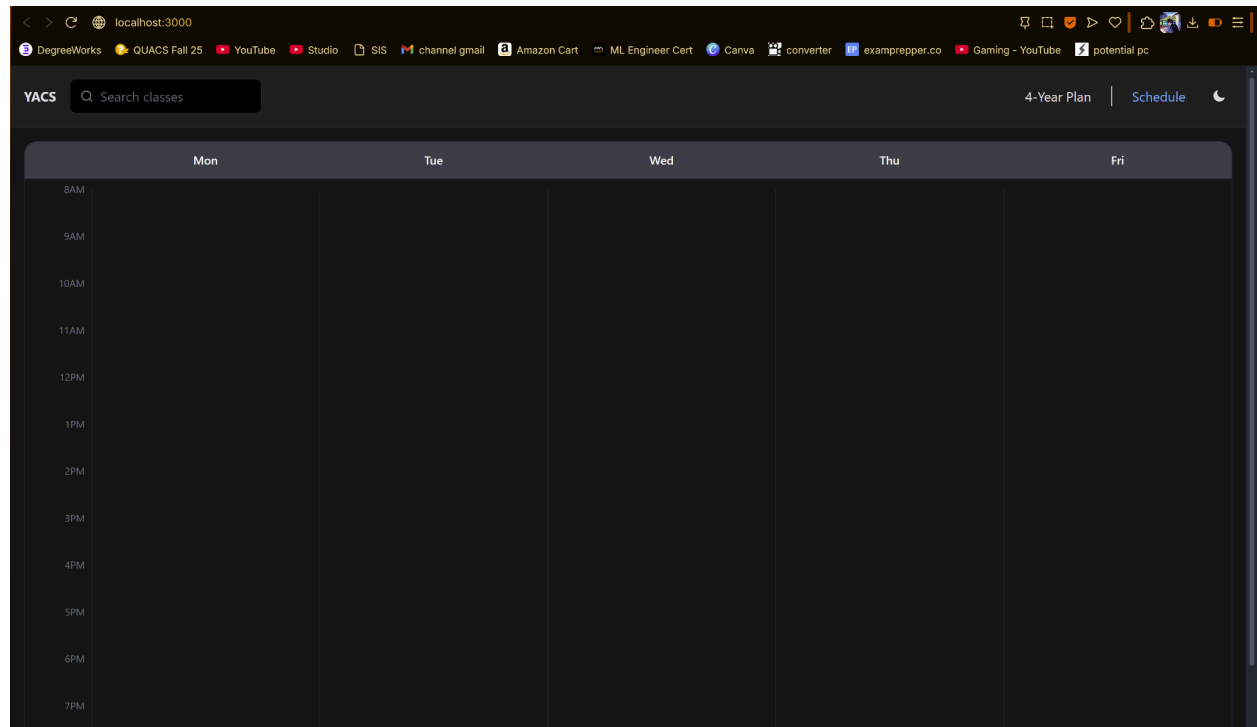 localhost:3000
DegreeWorks QUACS Fall 25 YouTube Studio SIS channel gmail Amazon Cart ML Engineer Cert Canva converter EP examprepper.co Gaming - YouTube potential pc
YACS Search classes 4-Year Plan Schedule
Mon Tue Wed Thu Fri
8AM
9AM
10AM
11AM
12PM
1PM
2PM
3PM
4PM
5PM
6PM
7PM